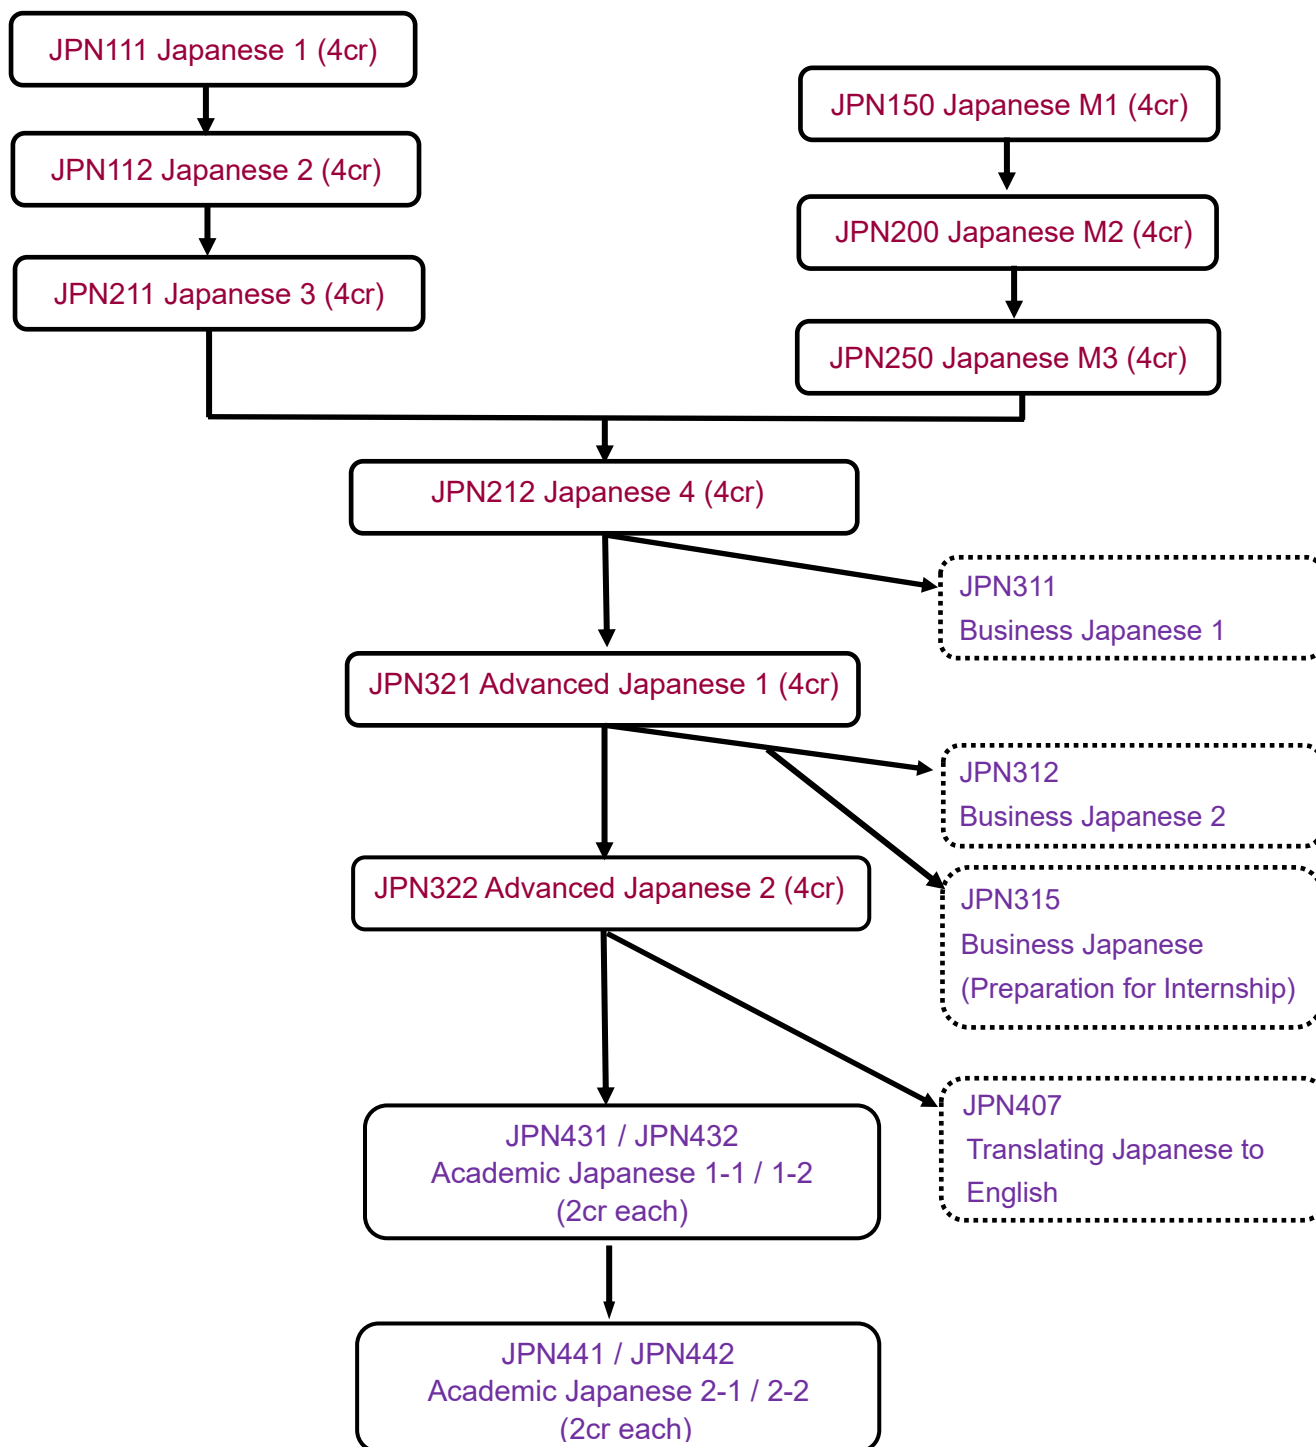 JPN111 Japanese 1 (4cr)
JPN150 Japanese M1 (4cr)
JPN112 Japanese 2 (4cr)
JPN200 Japanese M2 (4cr)
JPN211 Japanese 3 (4cr)
JPN250 Japanese M3 (4cr)
JPN212 Japanese 4 (4cr)
JPN311
Business Japanese 1
JPN321 Advanced Japanese 1 (4cr)
JPN312
Business Japanese 2
JPN322 Advanced Japanese 2 (4cr)
JPN315
Business Japanese
(Preparation for Internship)
JPN407
Translating Japanese to
English
JPN431 / JPN432
Academic Japanese 1-1 / 1-2
(2cr each)
JPN441 / JPN442
Academic Japanese 2-1 / 2-2
(2cr each)